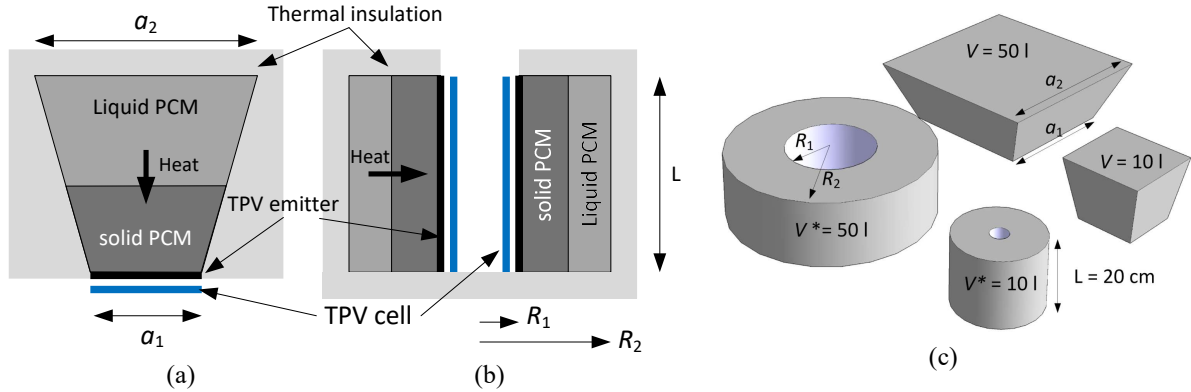 a2
Thermal insulation
Liquid PCM
Heat
TPV emitter
solid PCM
a1
(a)
Heat
solid PCM
Liquid PCM
L
TPV cell
R1
R2
(b)
V = 50 l
a2
a1
R1
R2
V* = 50 l
V = 10 l
V* = 10 l
L = 20 cm
(c)